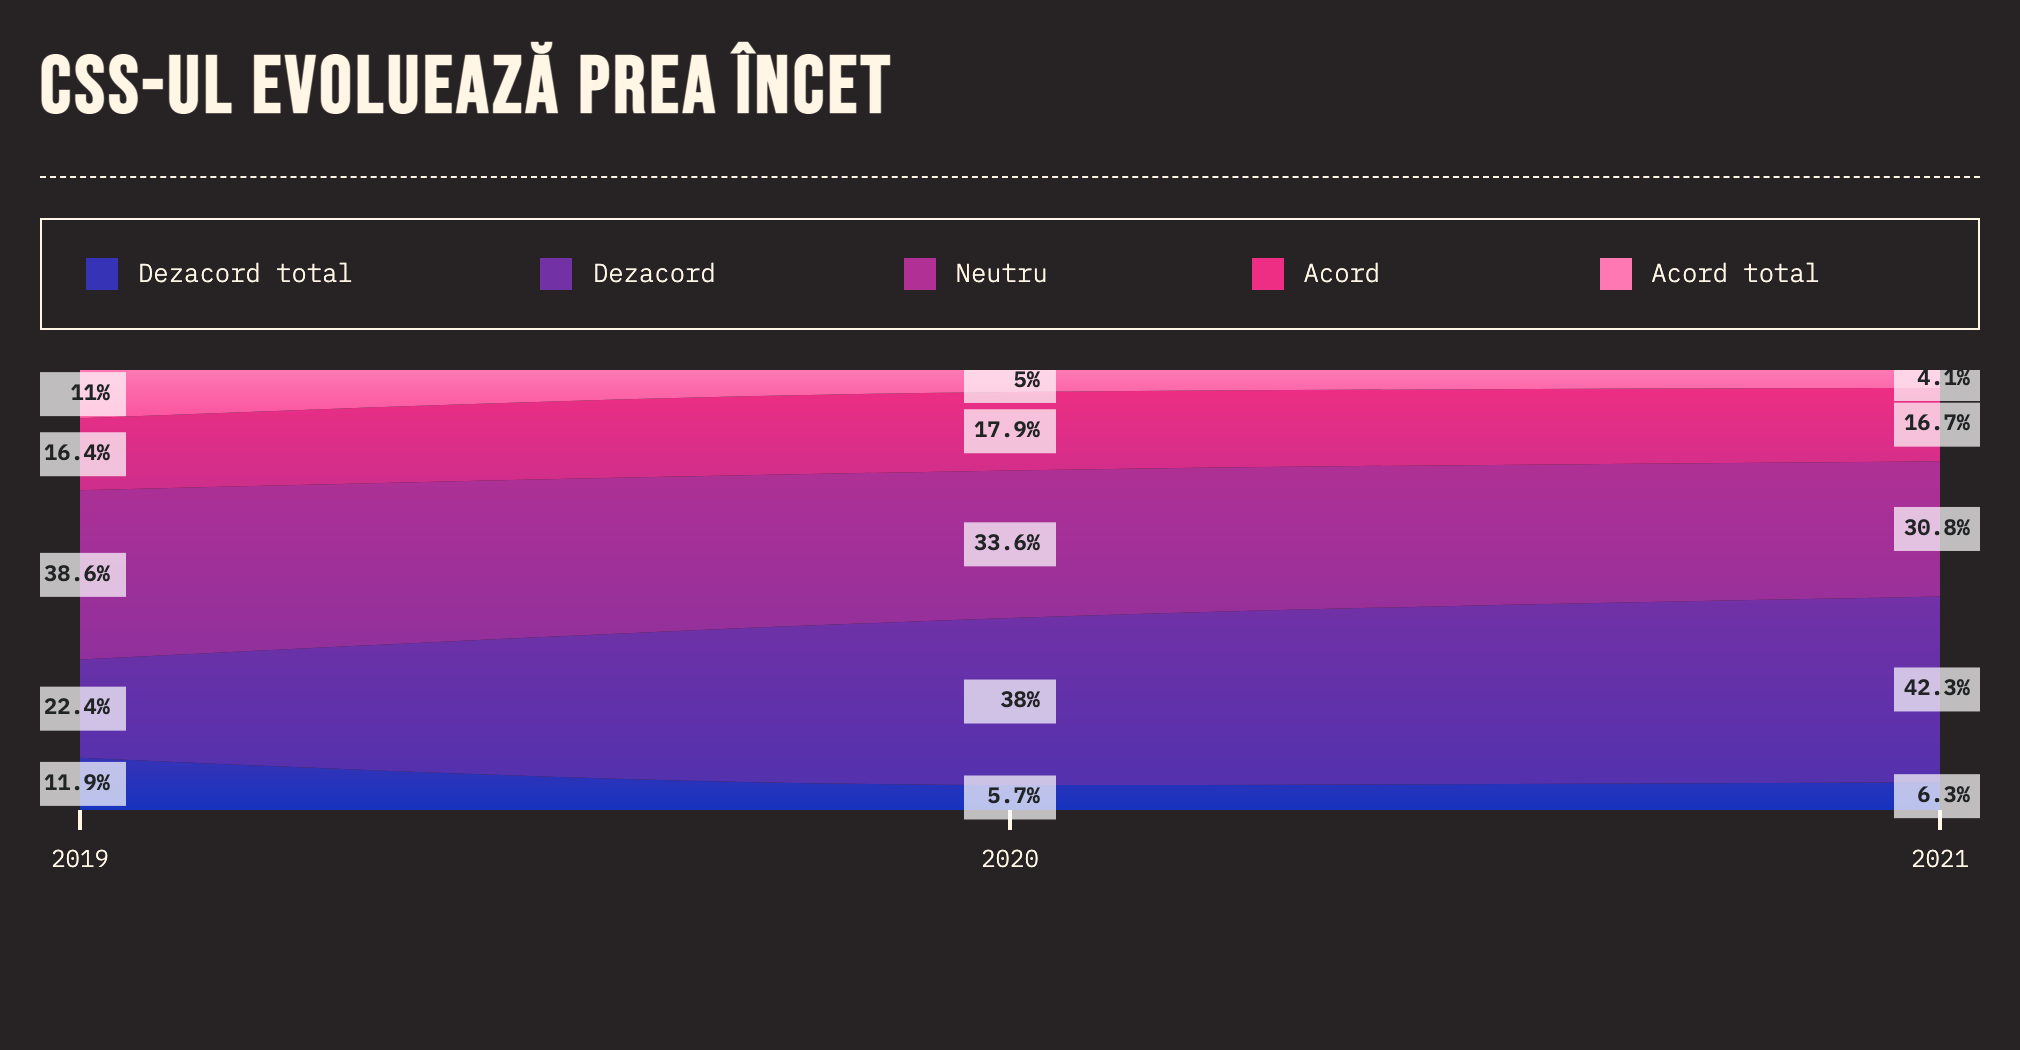 CSS-UL EVOLUEAZĂ PREA ÎNCET
Dezacord total Dezacord Neutru Acord Acord total
11% 5% 4.1%
16.4% 17.9% 16.7%
38.6% 33.6% 30.8%
22.4% 38% 42.3%
11.9% 5.7% 6.3%
2019 2020 2021